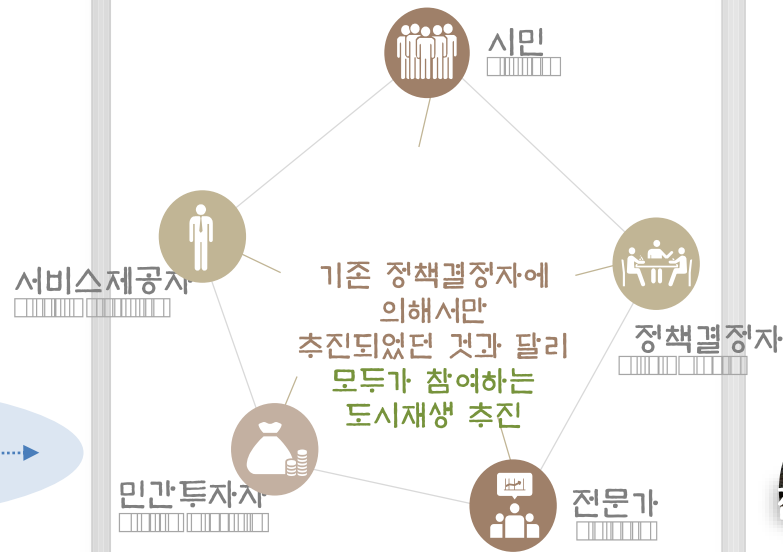 시민
서비스제공자
기존 정책결정자에
의해서만
추진되었던 것과 달리
모두가 참여하는
도시재생 추진
정책결정자
민간투자자
전문가